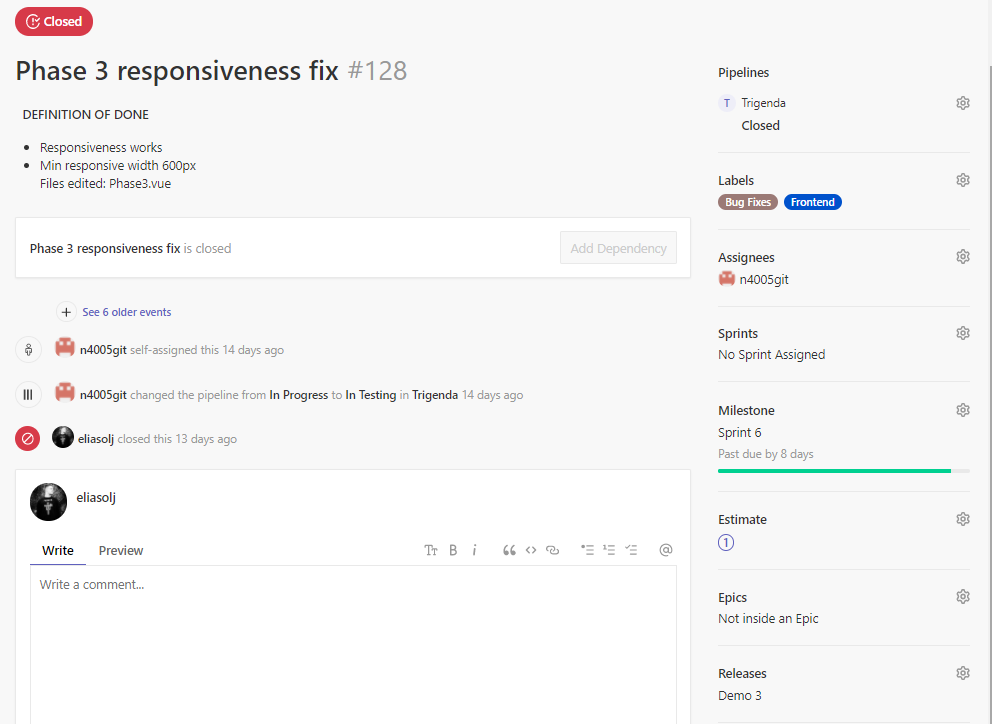 Closed
Phase 3 responsiveness fix #128
DEFINITION OF DONE
Responsiveness works
Min responsive width 600px
Files edited: Phase3.vue
Phase 3 responsiveness fix is closed
Add Dependency
See 6 older events
n4005git self-assigned this 14 days ago
n4005git changed the pipeline from In Progress to In Testing in Trigenda 14 days ago
eliasolj closed this 13 days ago
eliasolj
Write Preview
Write a comment...
Pipelines
T Trigenda
Closed
Labels
Bug Fixes Frontend
Assignees
n4005git
Sprints
No Sprint Assigned
Milestone
Sprint 6
Past due by 8 days
Estimate
1
Epics
Not inside an Epic
Releases
Demo 3